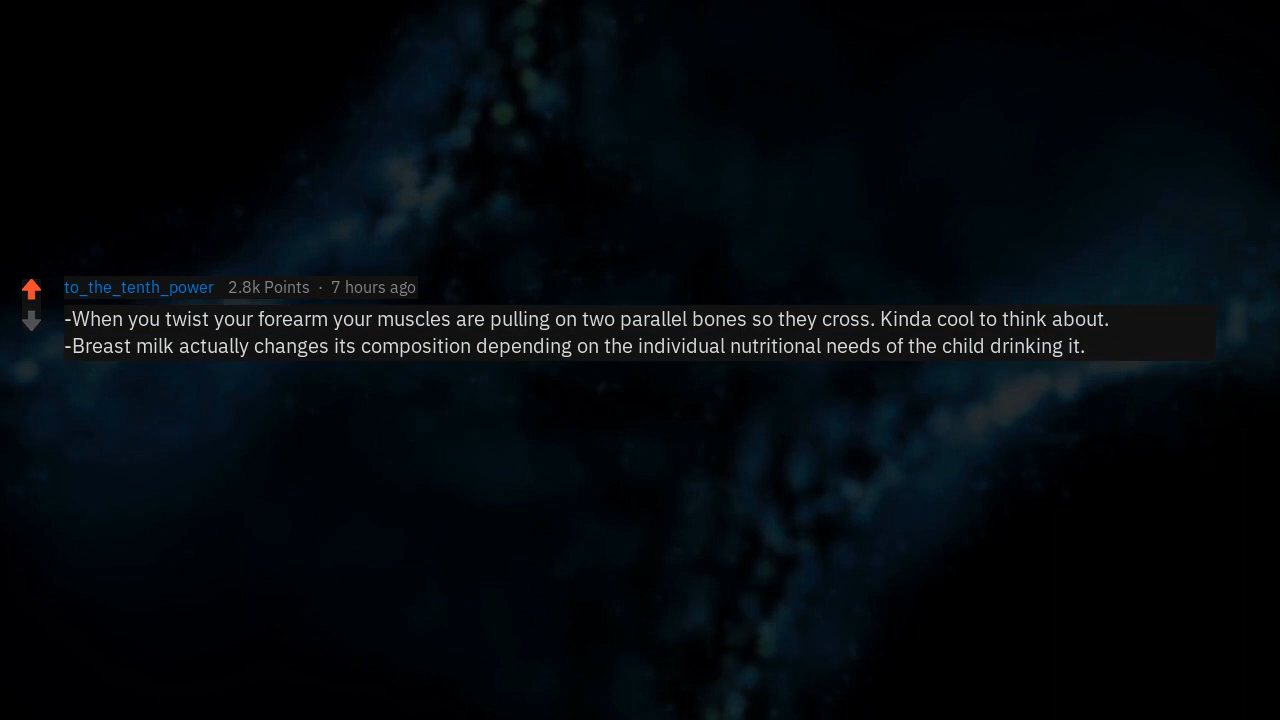 to_the_tenth_power 2.8k Points · 7 hours ago
-When you twist your forearm your muscles are pulling on two parallel bones so they cross. Kinda cool to think about.
-Breast milk actually changes its composition depending on the individual nutritional needs of the child drinking it.